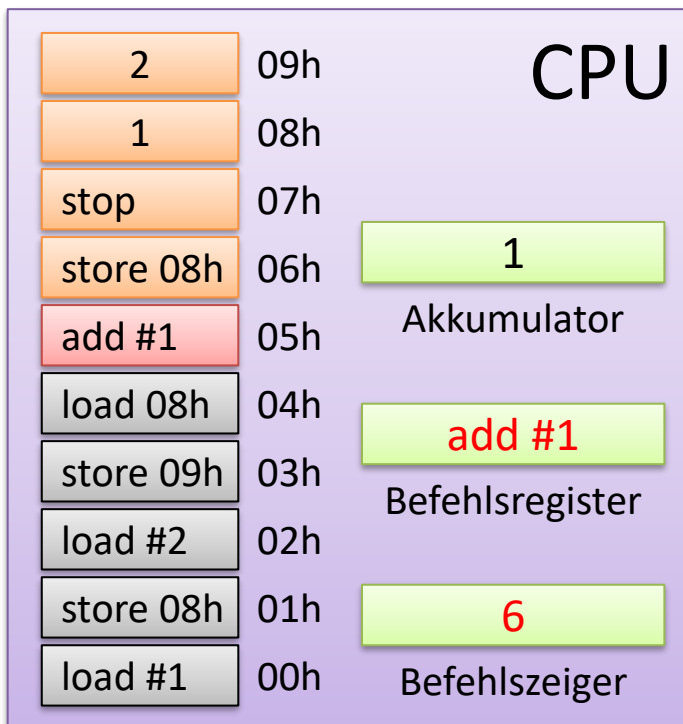 CPU
2 09h
1 08h
stop 07h
store 08h 06h
add #1 05h
load 08h 04h
store 09h 03h
load #2 02h
store 08h 01h
load #1 00h
1
Akkumulator
add #1
Befehlsregister
6
Befehlszeiger